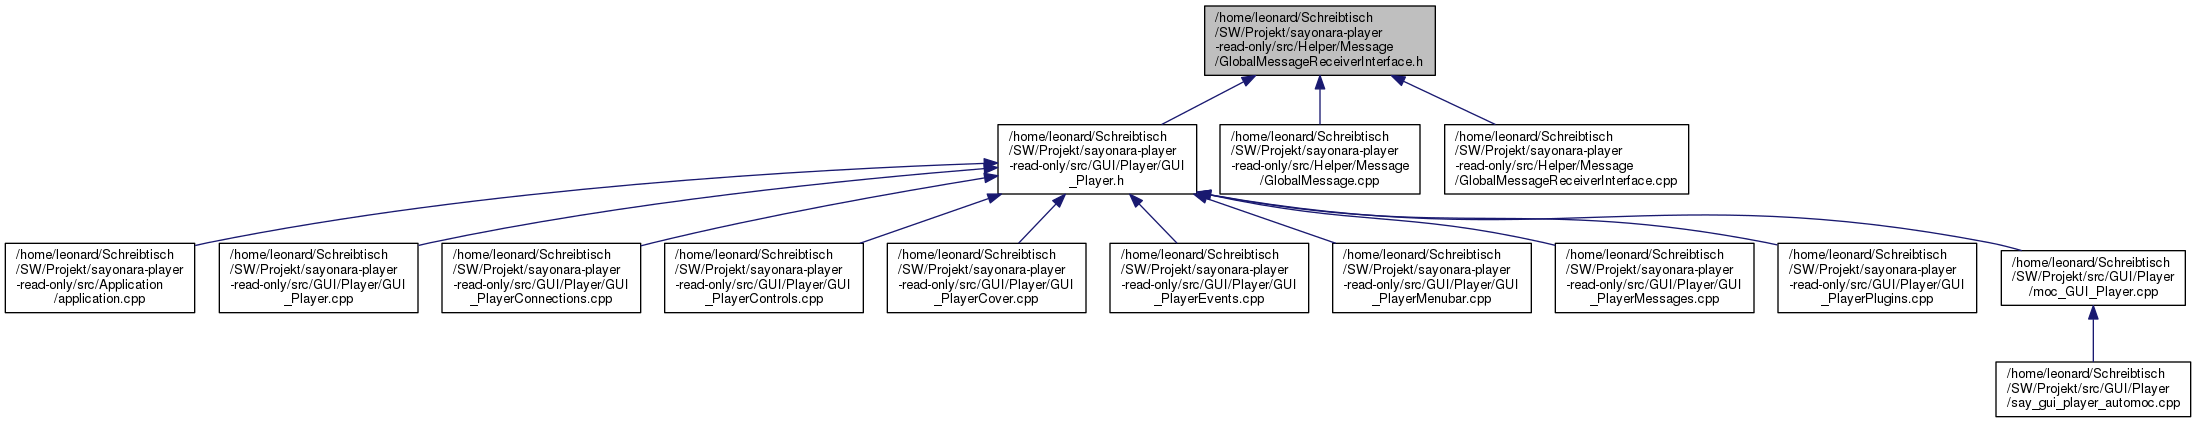 /home/leonard/Schreibtisch
/SW/Projekt/sayonara-player
-read-only/src/Helper/Message
/GlobalMessageReceiverInterface.h
/home/leonard/Schreibtisch
/SW/Projekt/sayonara-player
-read-only/src/GUI/Player/GUI
_Player.h
/home/leonard/Schreibtisch
/SW/Projekt/sayonara-player
-read-only/src/Helper/Message
/GlobalMessage.cpp
/home/leonard/Schreibtisch
/SW/Projekt/sayonara-player
-read-only/src/Helper/Message
/GlobalMessageReceiverInterface.cpp
/home/leonard/Schreibtisch
/SW/Projekt/sayonara-player
-read-only/src/Application
/application.cpp
/home/leonard/Schreibtisch
/SW/Projekt/sayonara-player
-read-only/src/GUI/Player/GUI
_Player.cpp
/home/leonard/Schreibtisch
/SW/Projekt/sayonara-player
-read-only/src/GUI/Player/GUI
_PlayerConnections.cpp
/home/leonard/Schreibtisch
/SW/Projekt/sayonara-player
-read-only/src/GUI/Player/GUI
_PlayerControls.cpp
/home/leonard/Schreibtisch
/SW/Projekt/sayonara-player
-read-only/src/GUI/Player/GUI
_PlayerCover.cpp
/home/leonard/Schreibtisch
/SW/Projekt/sayonara-player
-read-only/src/GUI/Player/GUI
_PlayerEvents.cpp
/home/leonard/Schreibtisch
/SW/Projekt/sayonara-player
-read-only/src/GUI/Player/GUI
_PlayerMenubar.cpp
/home/leonard/Schreibtisch
/SW/Projekt/sayonara-player
-read-only/src/GUI/Player/GUI
_PlayerMessages.cpp
/home/leonard/Schreibtisch
/SW/Projekt/sayonara-player
-read-only/src/GUI/Player/GUI
_PlayerPlugins.cpp
/home/leonard/Schreibtisch
/SW/Projekt/src/GUI/Player
/moc_GUI_Player.cpp
/home/leonard/Schreibtisch
/SW/Projekt/src/GUI/Player
/say_gui_player_automoc.cpp